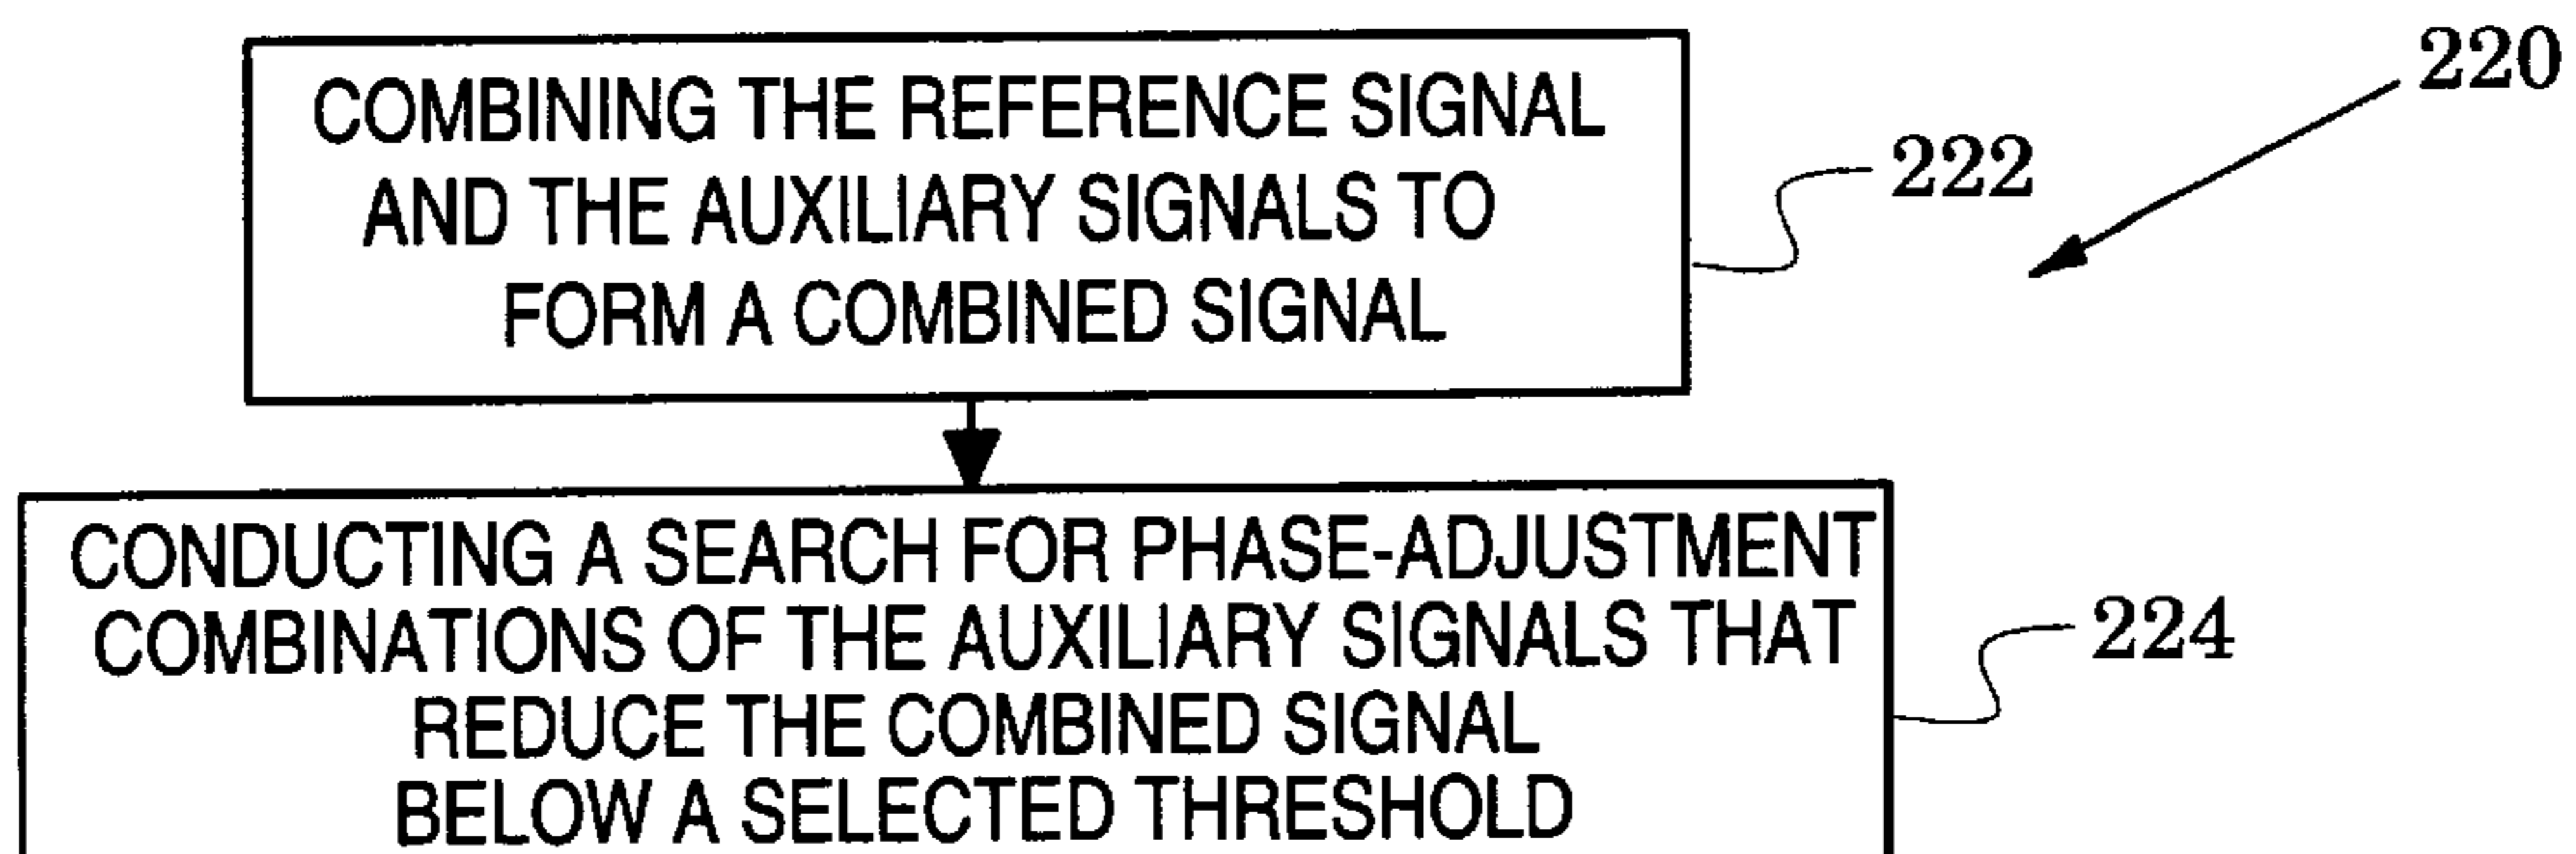 220
COMBINING THE REFERENCE SIGNAL
AND THE AUXILIARY SIGNALS TO
FORM A COMBINED SIGNAL
222
CONDUCTING A SEARCH FOR PHASE-ADJUSTMENT
COMBINATIONS OF THE AUXILIARY SIGNALS THAT
REDUCE THE COMBINED SIGNAL
BELOW A SELECTED THRESHOLD
224